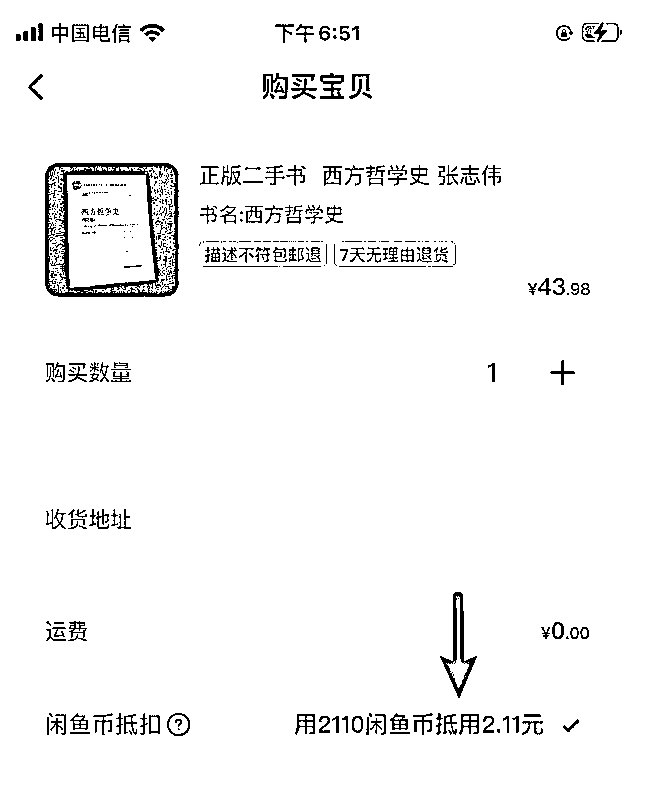 中国电信 下午6:51
购买宝贝
西方哲学史
正版二手书 西方哲学史 张志伟
书名:西方哲学史
描述不符包邮退 7天无理由退货
¥43.98
购买数量 1 +
收货地址
运费 ¥0.00
闲鱼币抵扣? 用2110闲鱼币抵用2.11元